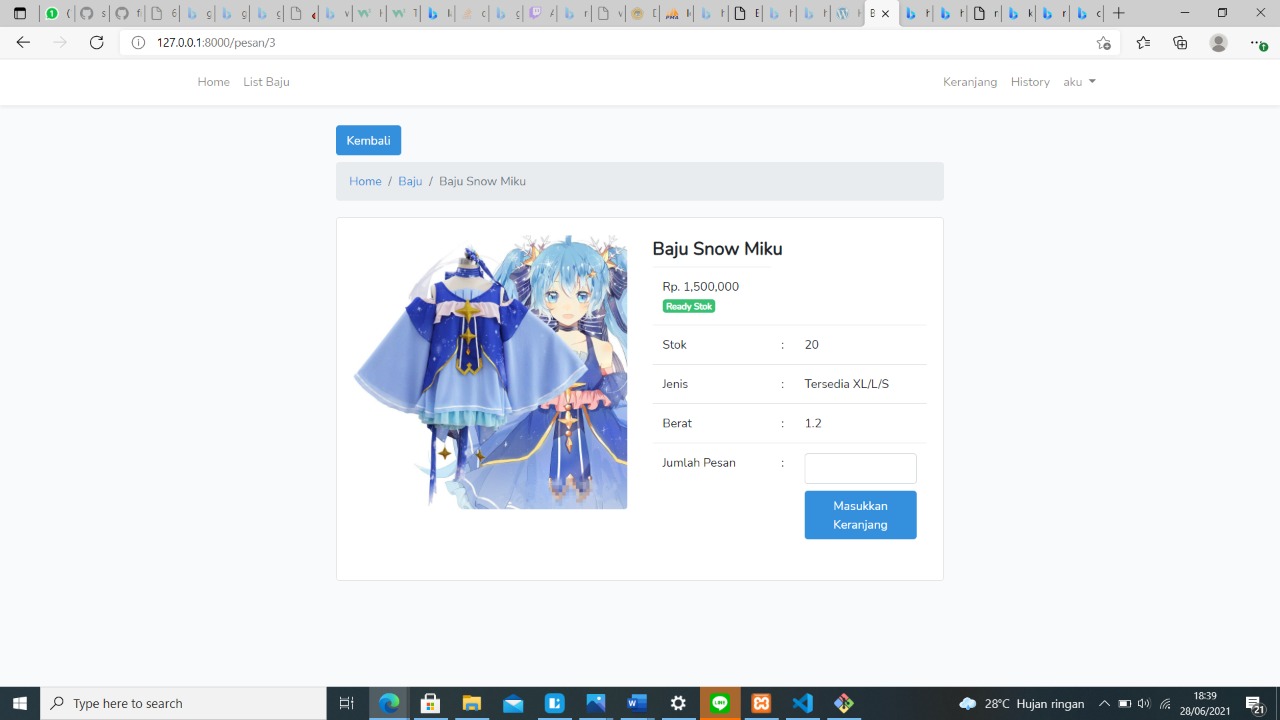 127.0.0.1:8000/pesan/3
Home List Baju Keranjang History aku
Kembali
Home / Baju / Baju Snow Miku
Baju Snow Miku
Rp. 1,500,000
Ready Stok
Stok : 20
Jenis : Tersedia XL/L/S
Berat : 1.2
Jumlah Pesan :
Masukkan
Keranjang
Type here to search
28°C Hujan ringan
18:39
28/06/2021
21